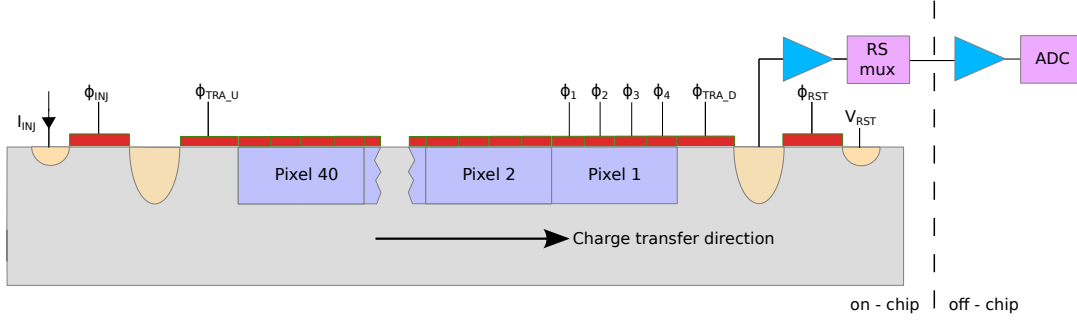 RS
mux
ADC
ϕINJ
ϕTRA_U
ϕ1
ϕ2
ϕ3
ϕ4
ϕTRA_D
ϕRST
IINJ
VRST
Pixel 40
Pixel 2
Pixel 1
Charge transfer direction
on - chip
off - chip